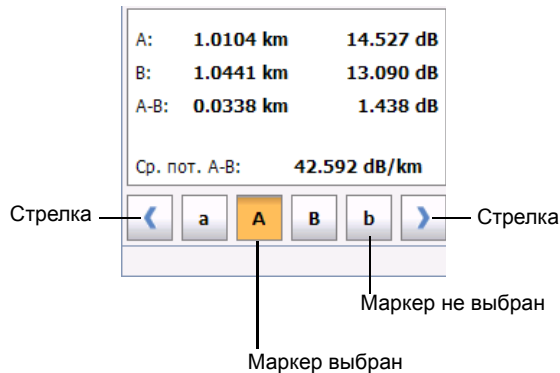 A: 1.0104 km 14.527 dB
B: 1.0441 km 13.090 dB
A-B: 0.0338 km 1.438 dB
Ср. пот. A-B: 42.592 dB/km
Стрелка a A B b Стрелка
Маркер не выбран
Маркер выбран